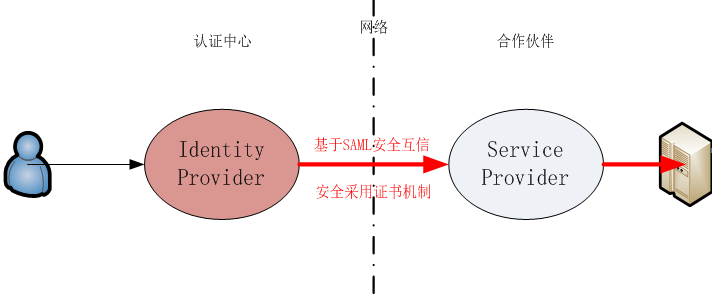 网络
认证中心
合作伙伴
Identity
Provider
基于SAML安全互信
安全采用证书机制
Service
Provider